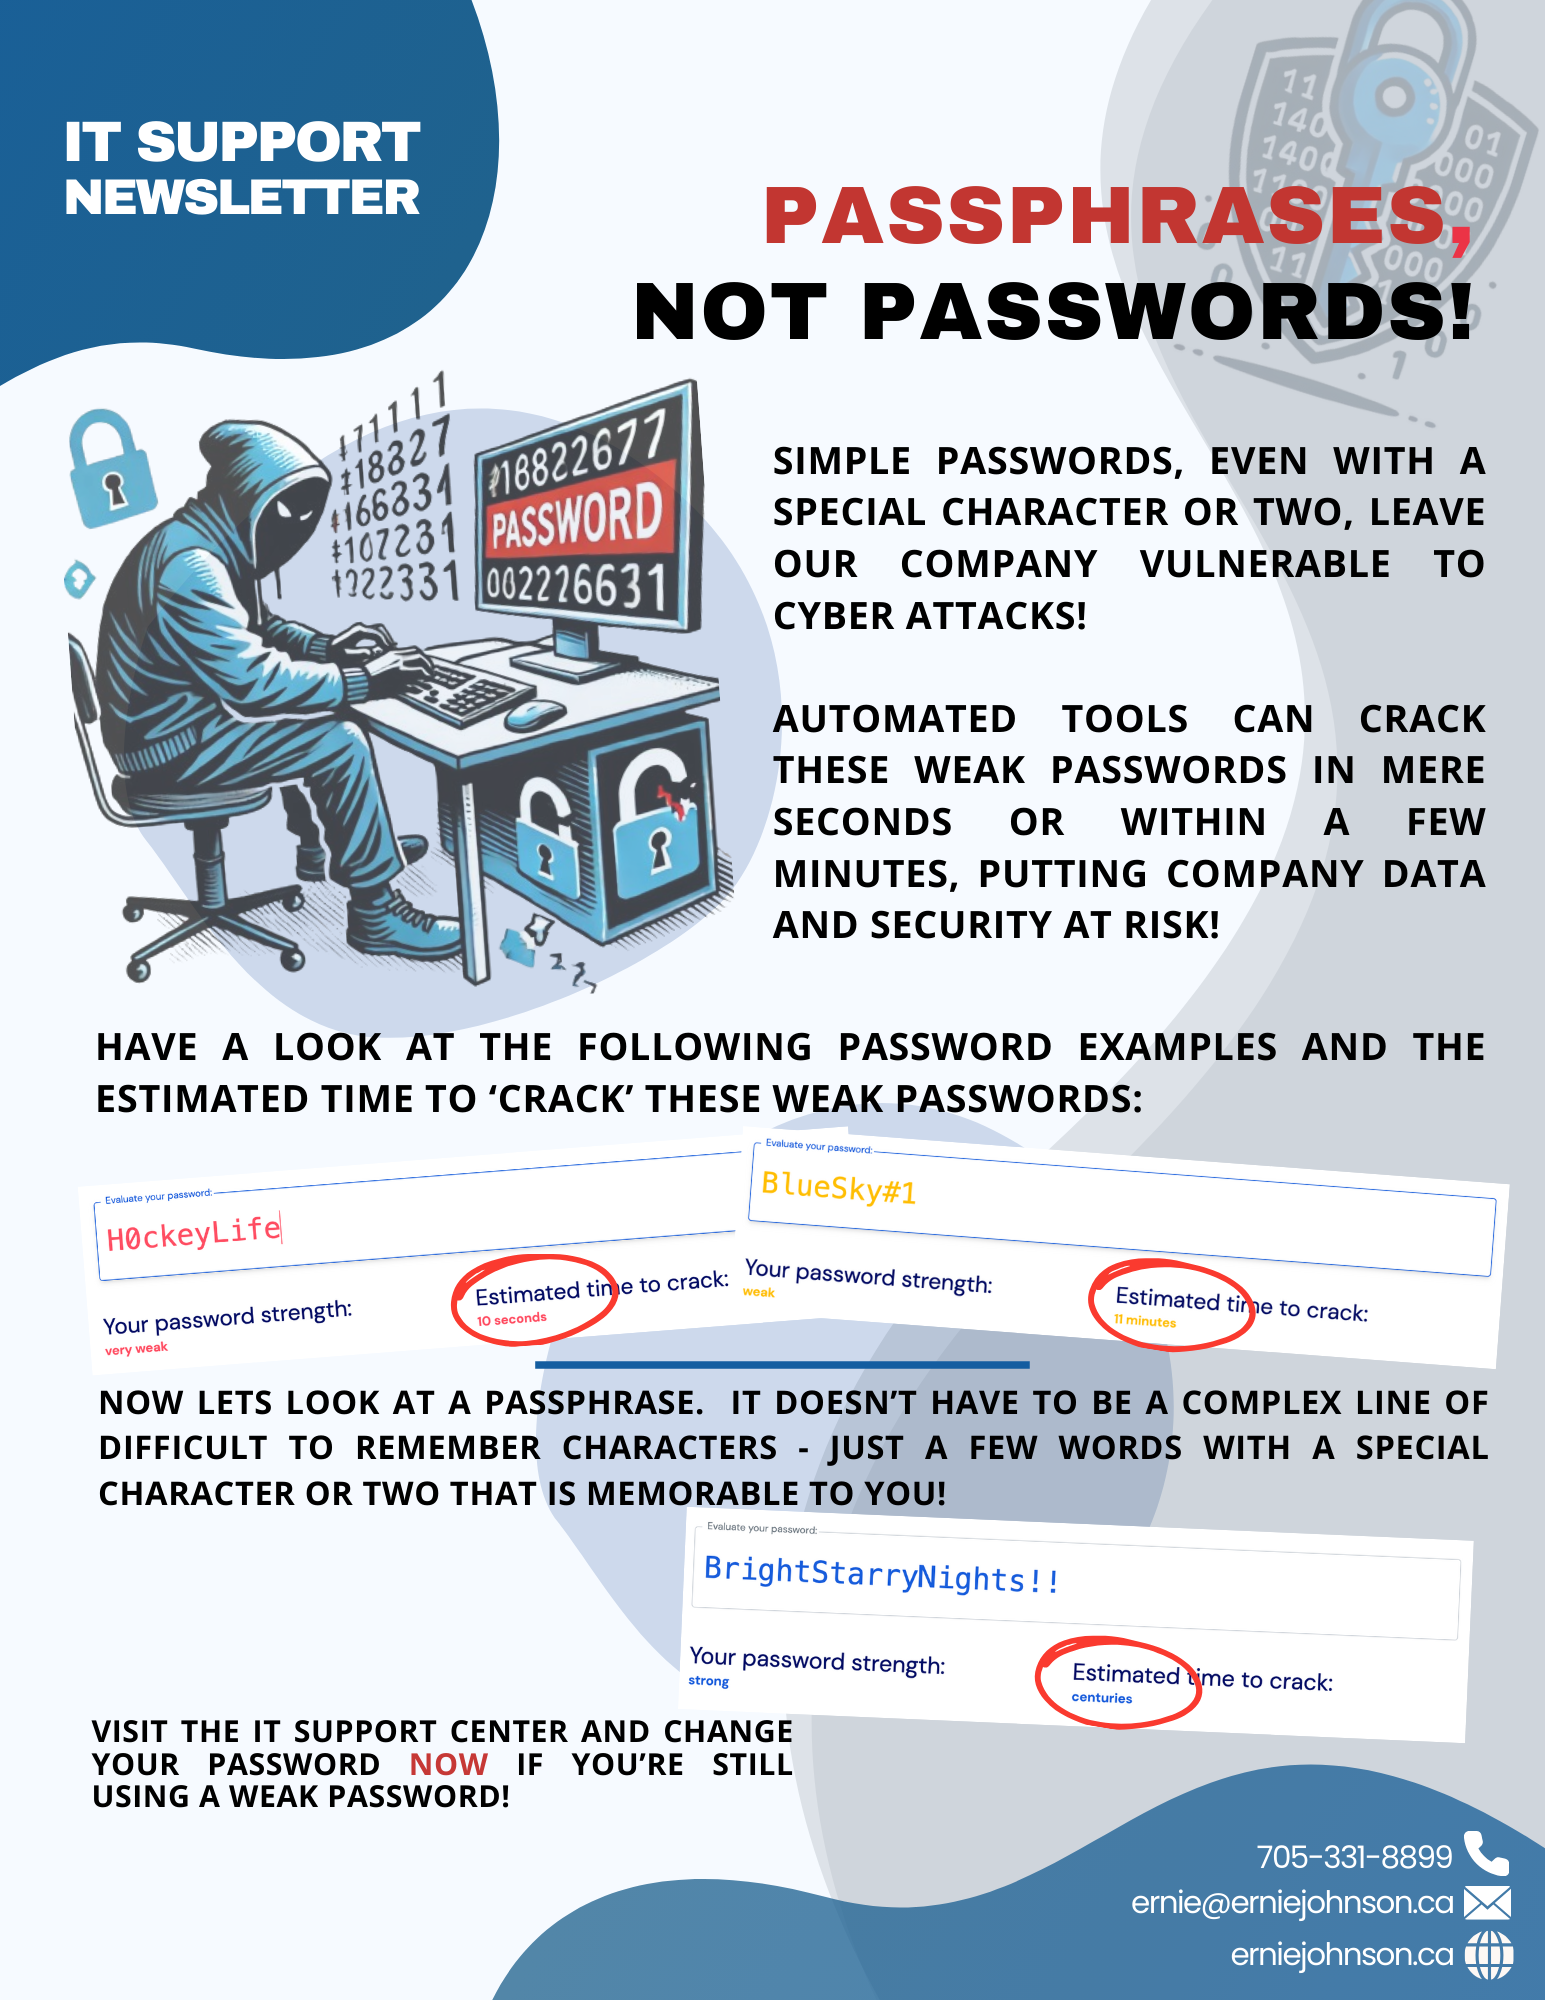 IT SUPPORT
NEWSLETTER
PASSPHRASES,
NOT PASSWORDS!
18822677
PASSWORD
002226631
SIMPLE PASSWORDS, EVEN WITH A
SPECIAL CHARACTER OR TWO, LEAVE
OUR COMPANY VULNERABLE TO
CYBER ATTACKS!
AUTOMATED TOOLS CAN CRACK
THESE WEAK PASSWORDS IN MERE
SECONDS OR WITHIN A FEW
MINUTES, PUTTING COMPANY DATA
AND SECURITY AT RISK!
HAVE A LOOK AT THE FOLLOWING PASSWORD EXAMPLES AND THE
ESTIMATED TIME TO ‘CRACK’ THESE WEAK PASSWORDS:
Evaluate your password:
H0ckeyLife
Your password strength:
very weak
Estimated time to crack:
10 seconds
Evaluate your password:
BlueSky#1
Your password strength:
weak
Estimated time to crack:
11 minutes
NOW LETS LOOK AT A PASSPHRASE. IT DOESN’T HAVE TO BE A COMPLEX LINE OF
DIFFICULT TO REMEMBER CHARACTERS - JUST A FEW WORDS WITH A SPECIAL
CHARACTER OR TWO THAT IS MEMORABLE TO YOU!
Evaluate your password:
BrightStarryNights!!
Your password strength:
strong
Estimated time to crack:
centuries
VISIT THE IT SUPPORT CENTER AND CHANGE
YOUR PASSWORD NOW IF YOU’RE STILL
USING A WEAK PASSWORD!
705-331-8899
ernie@erniejohnson.ca
erniejohnson.ca